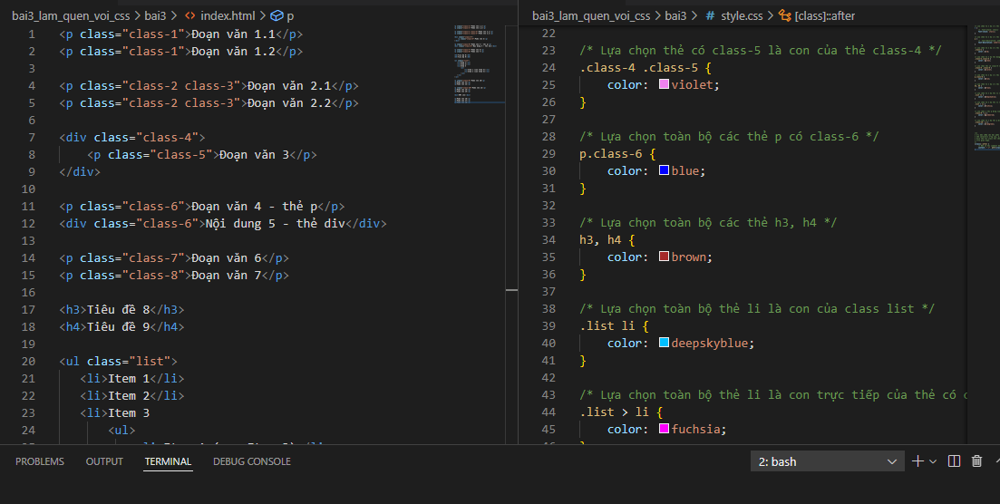 bai3_lam_quen_voi_css > bai3 > index.html > p
1 <p class="class-1">Đoạn văn 1.1</p>
2 <p class="class-1">Đoạn văn 1.2</p>
3
4 <p class="class-2 class-3">Đoạn văn 2.1</p>
5 <p class="class-2 class-3">Đoạn văn 2.2</p>
6
7 <div class="class-4">
8 <p class="class-5">Đoạn văn 3</p>
9 </div>
10
11 <p class="class-6">Đoạn văn 4 - thẻ p</p>
12 <div class="class-6">Nội dung 5 - thẻ div</div>
13
14 <p class="class-7">Đoạn văn 6</p>
15 <p class="class-8">Đoạn văn 7</p>
16
17 <h3>Tiêu đề 8</h3>
18 <h4>Tiêu đề 9</h4>
19
20 <ul class="list">
21 <li>Item 1</li>
22 <li>Item 2</li>
23 <li>Item 3
24 <ul>
bai3_lam_quen_voi_css > bai3 > # style.css > [class]::after
22
23 /* Lựa chọn thẻ có class-5 là con của thẻ class-4 */
24 .class-4 .class-5 {
25 color: violet;
26 }
27
28 /* Lựa chọn toàn bộ các thẻ p có class-6 */
29 p.class-6 {
30 color: blue;
31 }
32
33 /* Lựa chọn toàn bộ các thẻ h3, h4 */
34 h3, h4 {
35 color: brown;
36 }
37
38 /* Lựa chọn toàn bộ thẻ li là con của class list */
39 .list li {
40 color: deepskyblue;
41 }
42
43 /* Lựa chọn toàn bộ thẻ li là con trực tiếp của thẻ có
44 .list > li {
45 color: fuchsia;
PROBLEMS OUTPUT TERMINAL DEBUG CONSOLE 2: bash